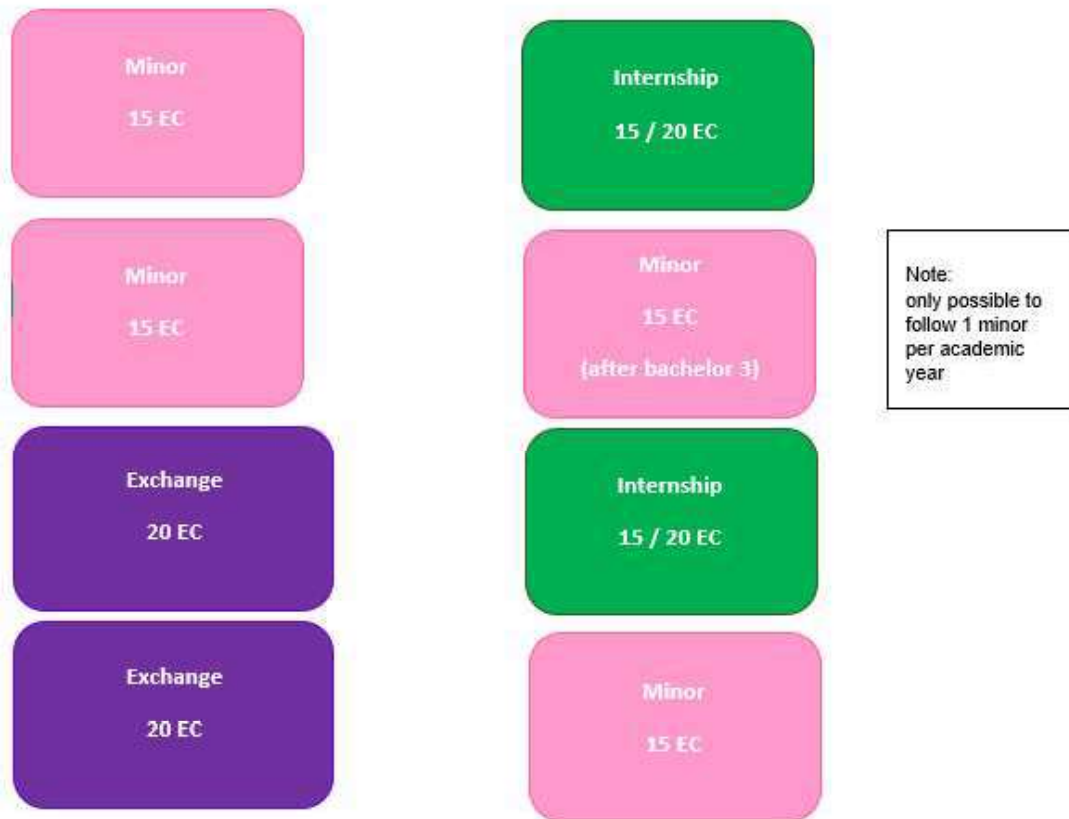 Minor
15 EC
Internship
15 / 20 EC
Minor
15 EC
Minor
15 EC
(after bachelor 3)
Note:
only possible to
follow 1 minor
per academic
year
Exchange
20 EC
Internship
15 / 20 EC
Exchange
20 EC
Minor
15 EC